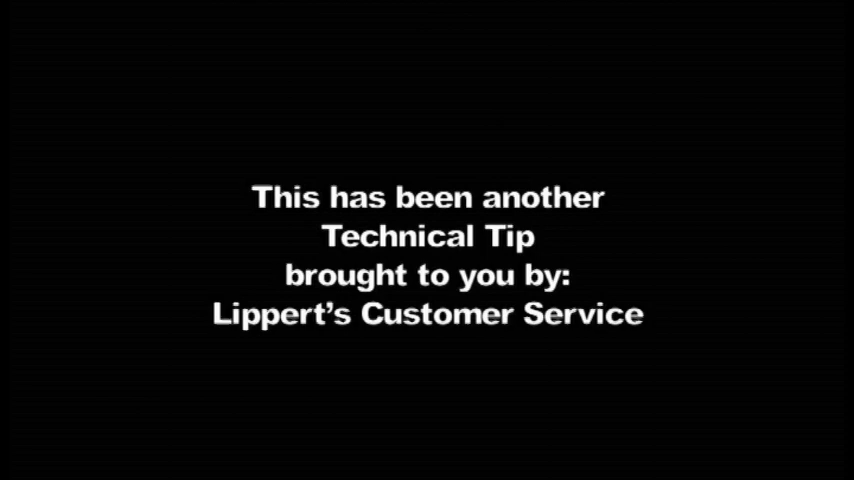 This has been another
Technical Tip
brought to you by:
Lippert’s Customer Service